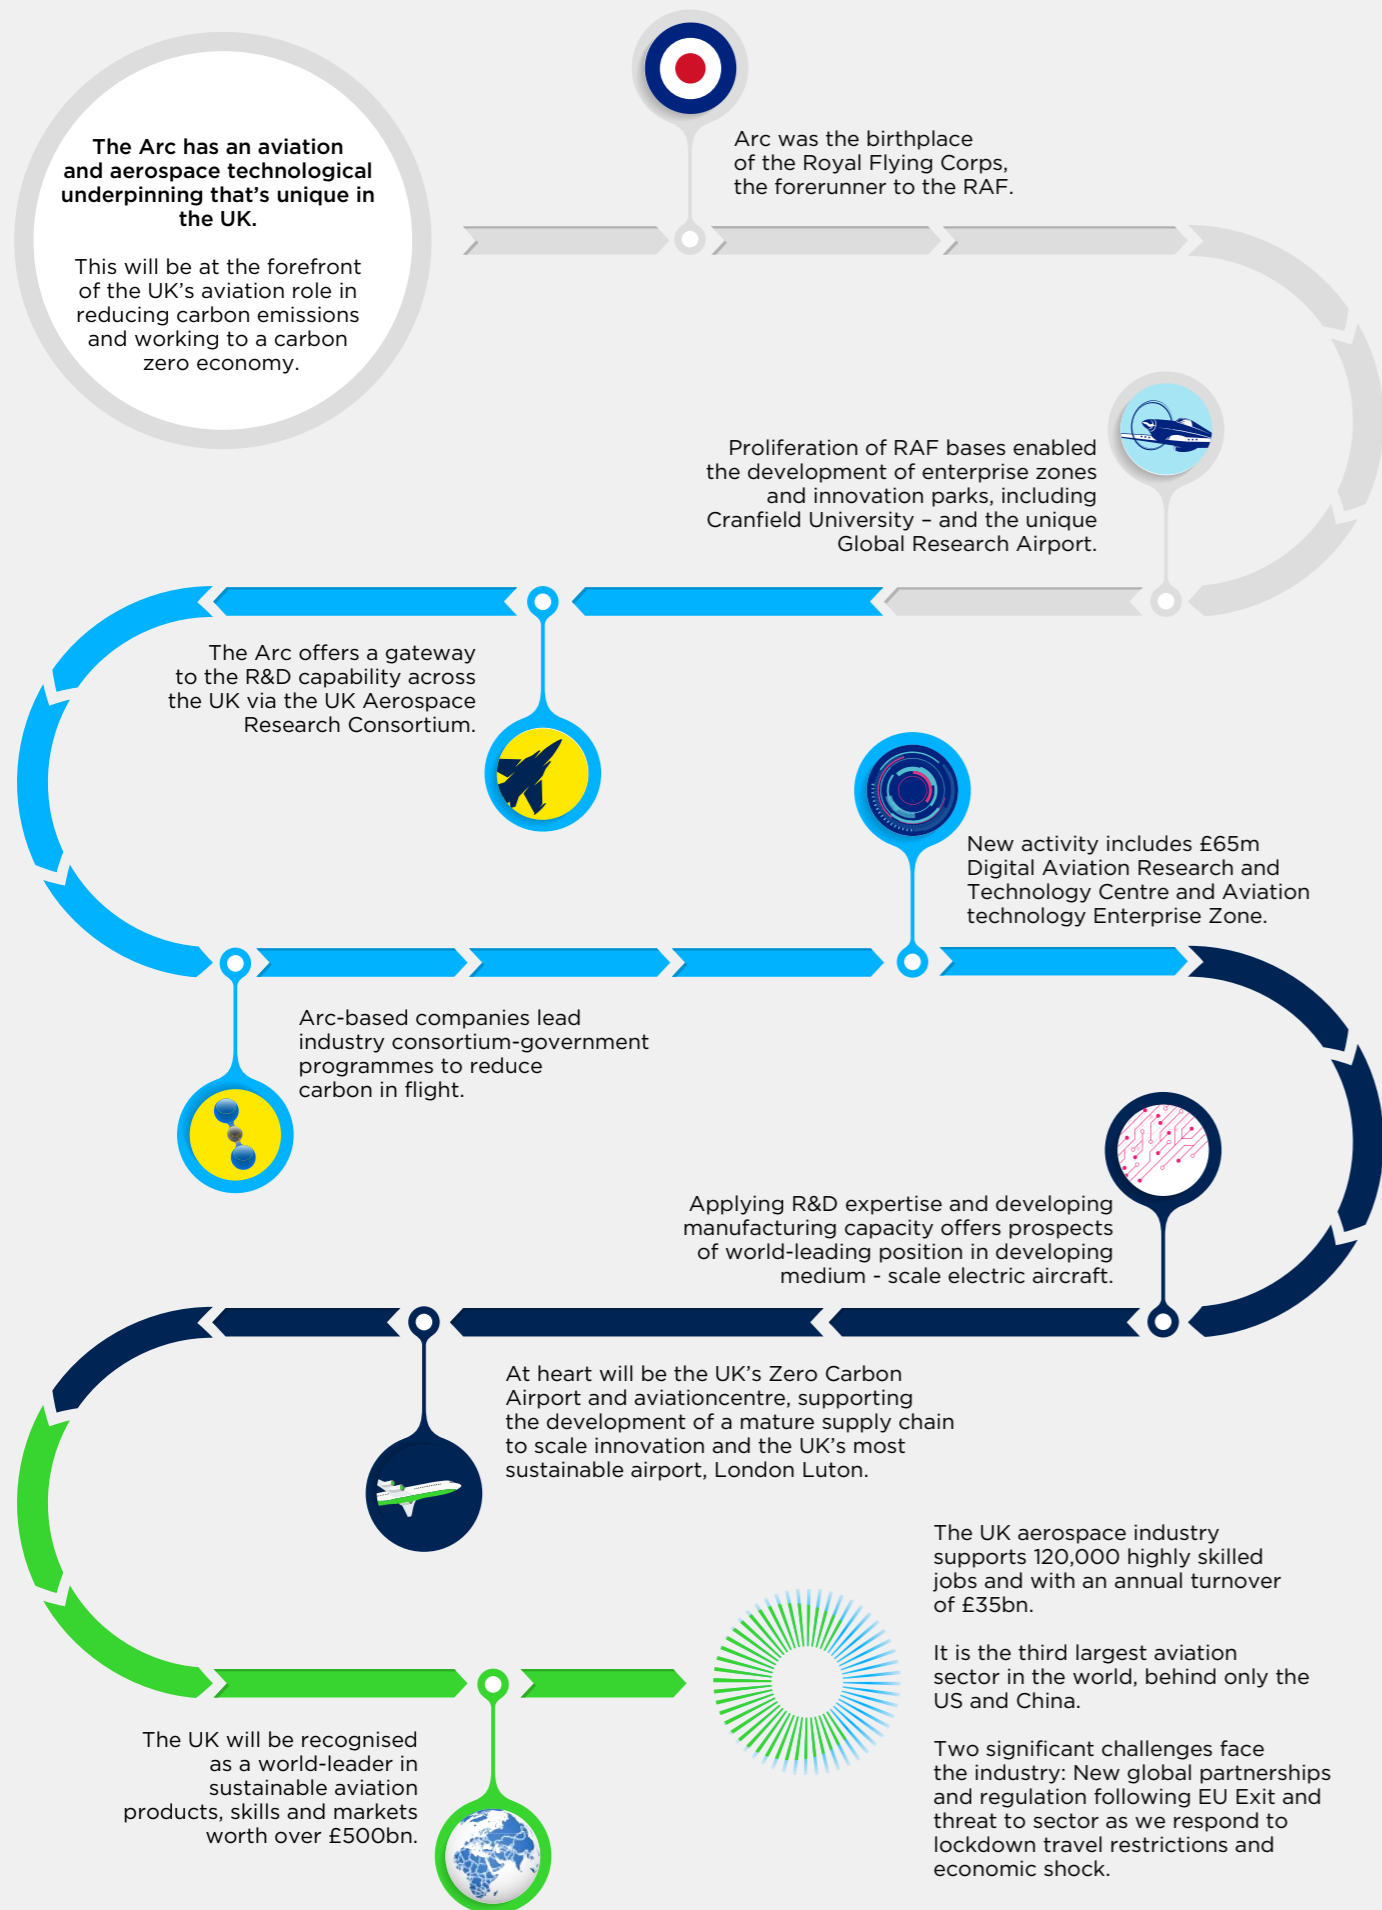 The Arc has an aviation
and aerospace technological
underpinning that's unique in
the UK.
This will be at the forefront
of the UK's aviation role in
reducing carbon emissions
and working to a carbon
zero economy.
Arc was the birthplace
of the Royal Flying Corps,
the forerunner to the RAF.
Proliferation of RAF bases enabled
the development of enterprise zones
and innovation parks, including
Cranfield University – and the unique
Global Research Airport.
The Arc offers a gateway
to the R&D capability across
the UK via the UK Aerospace
Research Consortium.
Arc-based companies lead
industry consortium-government
programmes to reduce
carbon in flight.
New activity includes £65m
Digital Aviation Research and
Technology Centre and Aviation
technology Enterprise Zone.
Applying R&D expertise and developing
manufacturing capacity offers prospects
of world-leading position in developing
medium - scale electric aircraft.
At heart will be the UK's Zero Carbon
Airport and aviationcentre, supporting
the development of a mature supply chain
to scale innovation and the UK's most
sustainable airport, London Luton.
The UK will be recognised
as a world-leader in
sustainable aviation
products, skills and markets
worth over £500bn.
The UK aerospace industry
supports 120,000 highly skilled
jobs and with an annual turnover
of £35bn.
It is the third largest aviation
sector in the world, behind only the
US and China.
Two significant challenges face
the industry: New global partnerships
and regulation following EU Exit and
threat to sector as we respond to
lockdown travel restrictions and
economic shock.